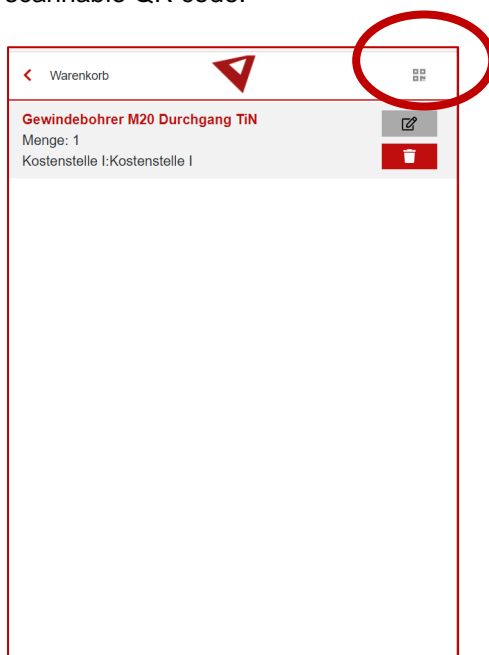 scannable QR code.
Warenkorb
Gewindebohrer M20 Durchgang TiN
Menge: 1
Kostenstelle I:Kostenstelle I